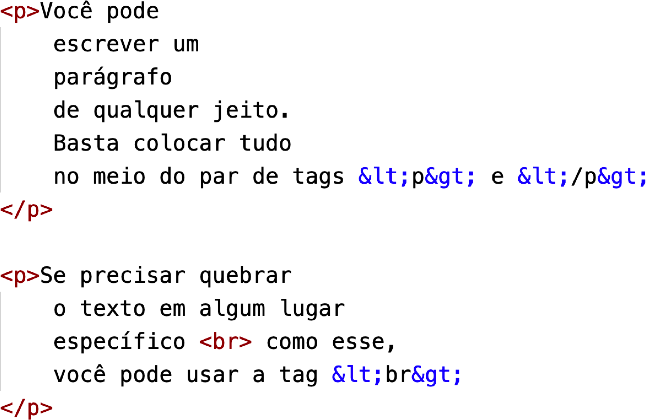 <p>Você pode
escrever um
parágrafo
de qualquer jeito.
Basta colocar tudo
no meio do par de tags &lt;p&gt; e &lt;/p&gt;
</p>
<p>Se precisar quebrar
o texto em algum lugar
específico <br> como esse,
você pode usar a tag &lt;br&gt;
</p>